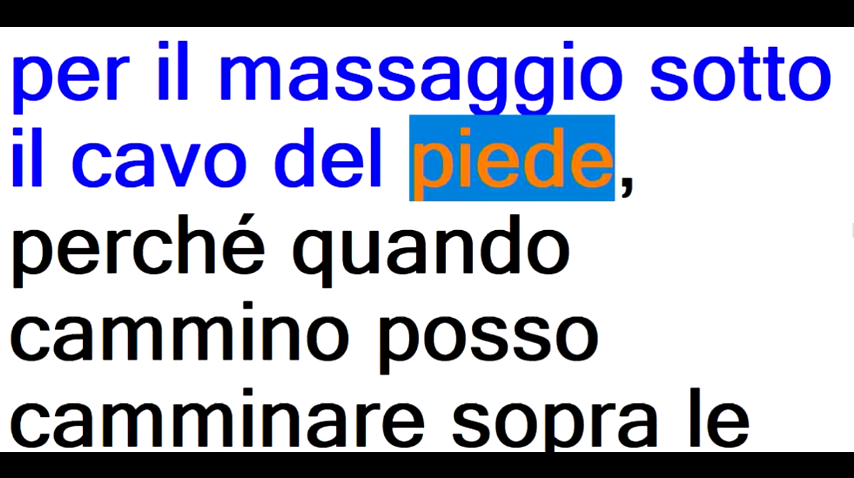 per il massaggio sotto
il cavo del piede,
perché quando
cammino posso
camminare sopra le